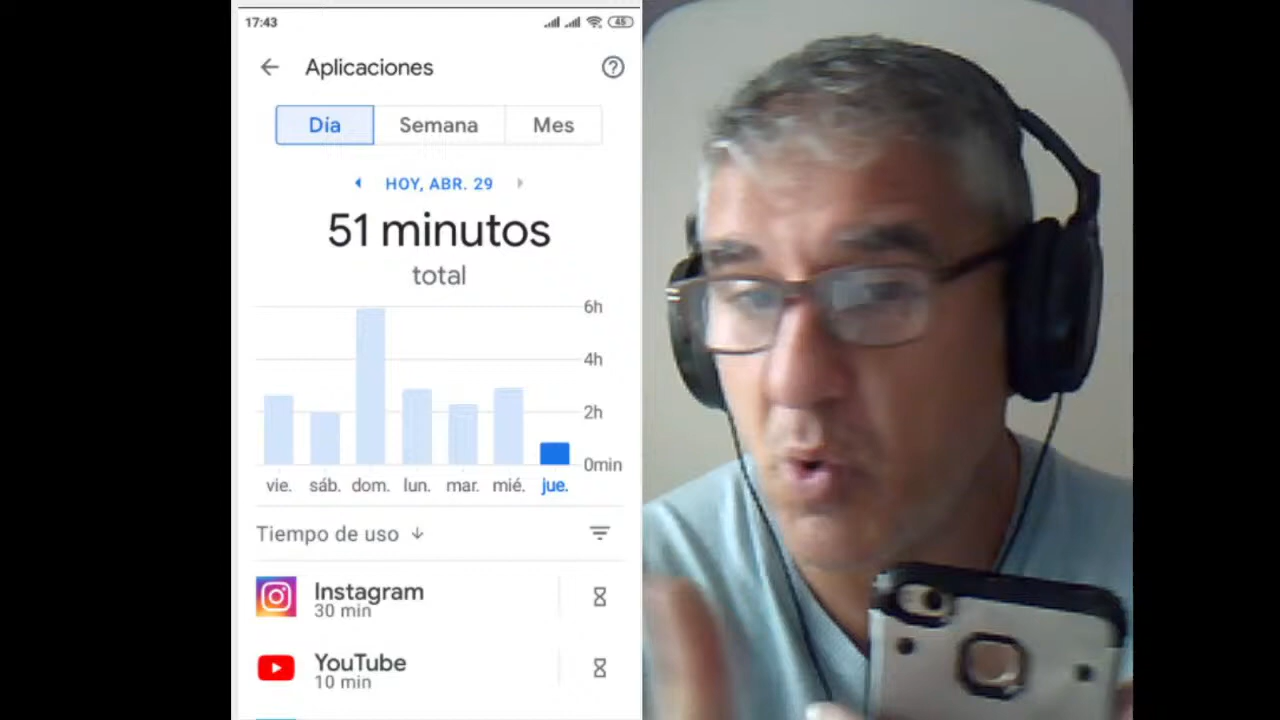 17:43
45
Aplicaciones
Día Semana Mes
HOY, ABR. 29
51 minutos
total
6h
4h
2h
0min
vie. sáb. dom. lun. mar. mié. jue.
Tiempo de uso
Instagram
30 min
YouTube
10 min